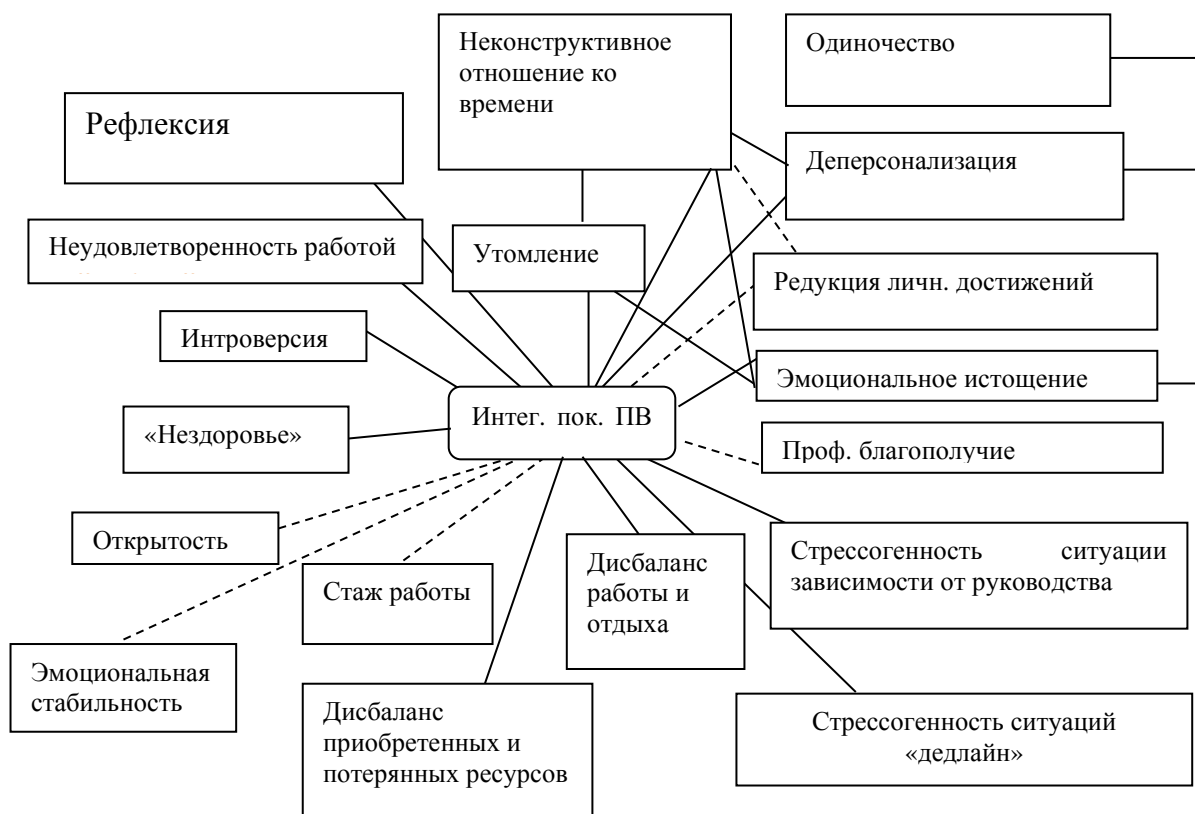 Неконструктивное
отношение ко
времени
Одиночество
Рефлексия
Деперсонализация
Неудовлетворенность работой
Утомление
Редукция личн. достижений
Интроверсия
Эмоциональное истощение
Интег. пок. ПВ
«Нездоровье»
Проф. благополучие
Открытость
Стаж работы
Дисбаланс
работы и
отдыха
Стрессогенность ситуации
зависимости от руководства
Эмоциональная
стабильность
Дисбаланс
приобретенных и
потерянных ресурсов
Стрессогенность ситуаций
«дедлайн»